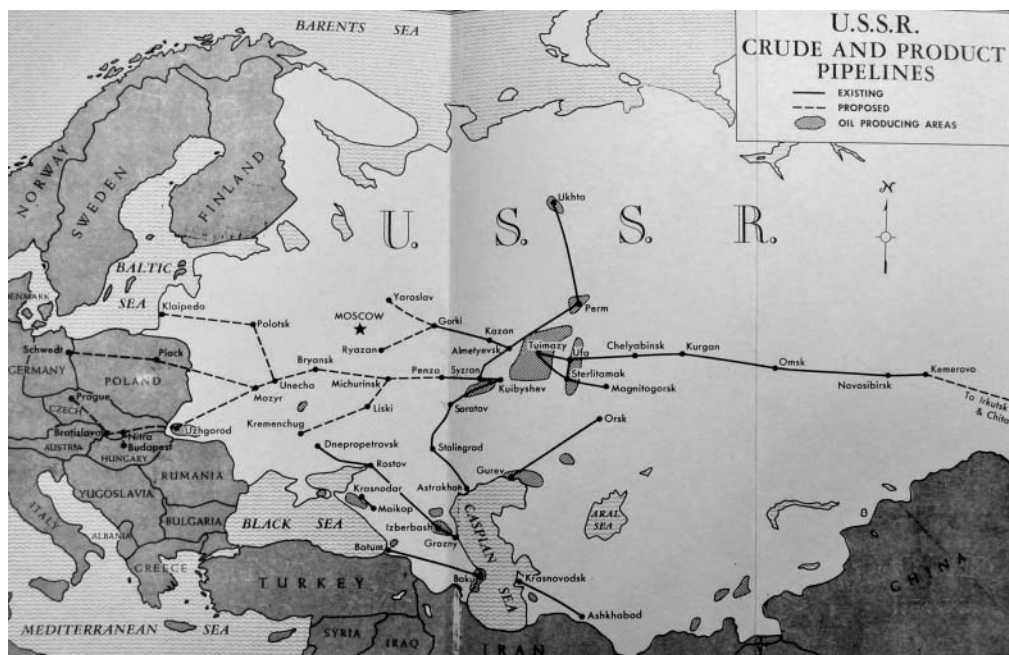 BARENTS SEA
U.S.S.R.
CRUDE AND PRODUCT
PIPELINES
EXISTING
PROPOSED
OIL PRODUCING AREAS
NORWAY
SWEDEN
FINLAND
N
Ukhta
U. S. S. R.
BALTIC
SEA
DENMARK
Klaipeda
Polotsk
Yaroslav
MOSCOW
Gorki
Ryazan
Kazan
Almetyevsk
Perm
Tuimazy
Ufa
Chelyabinsk
Kurgan
Omsk
Novosibirsk
Kemerovo
To Irkutsk
& Chita
Schwedt
Plock
GERMANY
POLAND
Bryansk
Unecha
Mozyr
Michurinsk
Penza
Syzran
Kuibyshev
Sterlitamak
Magnitogorsk
Prague
CZECH
Liski
Kremenchug
Saratov
Orsk
Uzhgorod
Bratislava
Nitra
Budapest
AUSTRIA
HUNGARY
Dnepropetrovsk
Rostov
Stalingrad
Gurev
Astrakhan
RUMANIA
YUGOSLAVIA
Krasnodar
Maikop
ITALY
BULGARIA
BLACK SEA
Izberbash
Grozny
CASPIAN
SEA
ARAL
SEA
ALBANIA
GREECE
Batum
Baku
Krasnovodsk
Ashkhabad
TURKEY
CHINA
MEDITERRANEAN SEA
SYRIA
IRAQ
IRAN